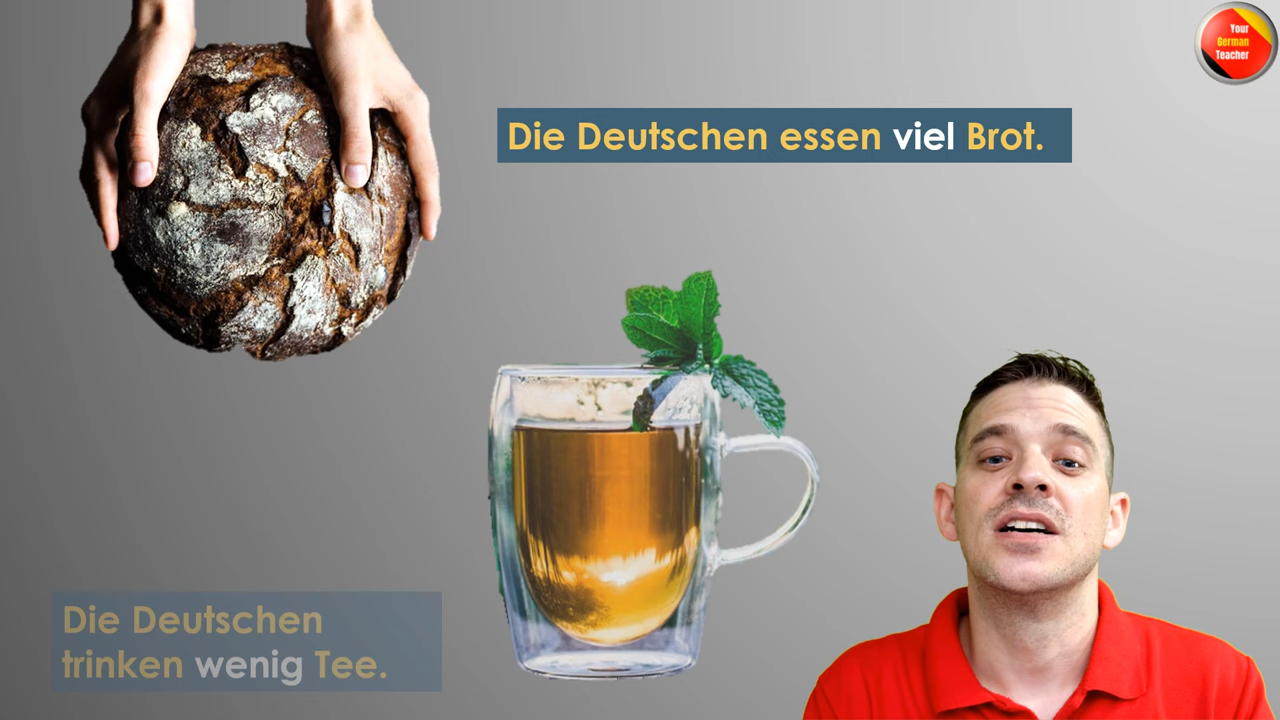 Your
German
Teacher
Die Deutschen essen viel Brot.
Die Deutschen
trinken wenig Tee.